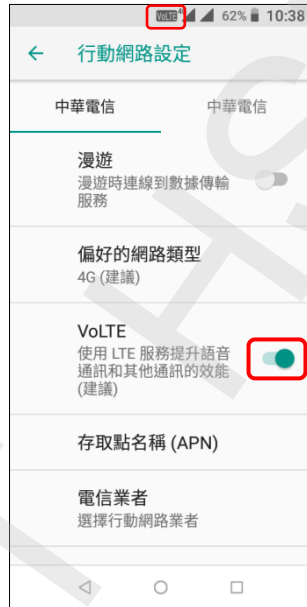 VoLTE 4G 62% 10:38
行動網路設定
中華電信 中華電信
漫遊
漫遊時連線到數據傳輸
服務
偏好的網路類型
4G (建議)
VoLTE
使用 LTE 服務提升語音
通訊和其他通訊的效能
(建議)
存取點名稱 (APN)
電信業者
選擇行動網路業者